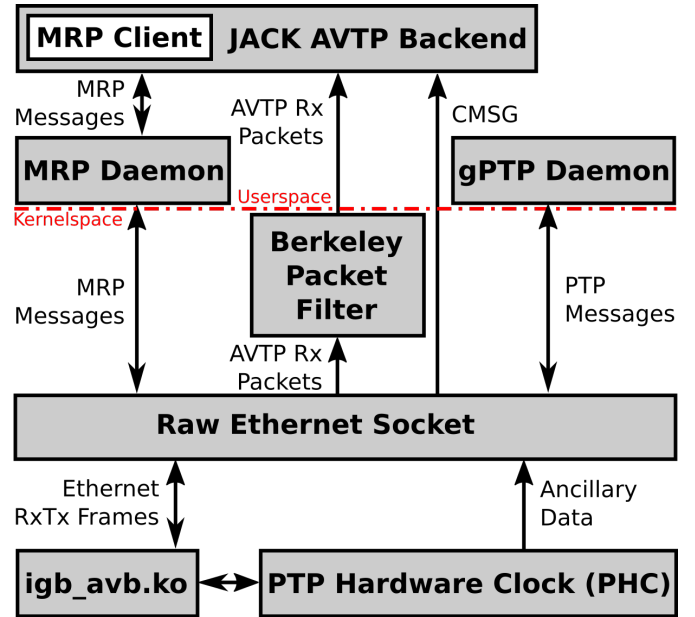 MRP Client
JACK AVTP Backend
MRP
Messages
AVTP Rx
Packets
CMSG
MRP Daemon
gPTP Daemon
Userspace
Kernelspace
Berkeley
Packet
Filter
MRP
Messages
PTP
Messages
AVTP Rx
Packets
Raw Ethernet Socket
Ethernet
RxTx Frames
Ancillary
Data
igb_avb.ko
PTP Hardware Clock (PHC)